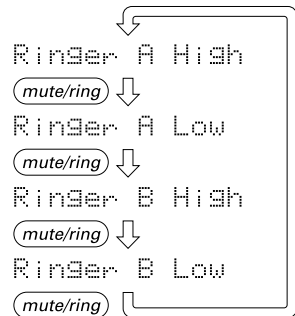 Ringer A High
mute/ring
Ringer A Low
mute/ring
Ringer B High
mute/ring
Ringer B Low
mute/ring